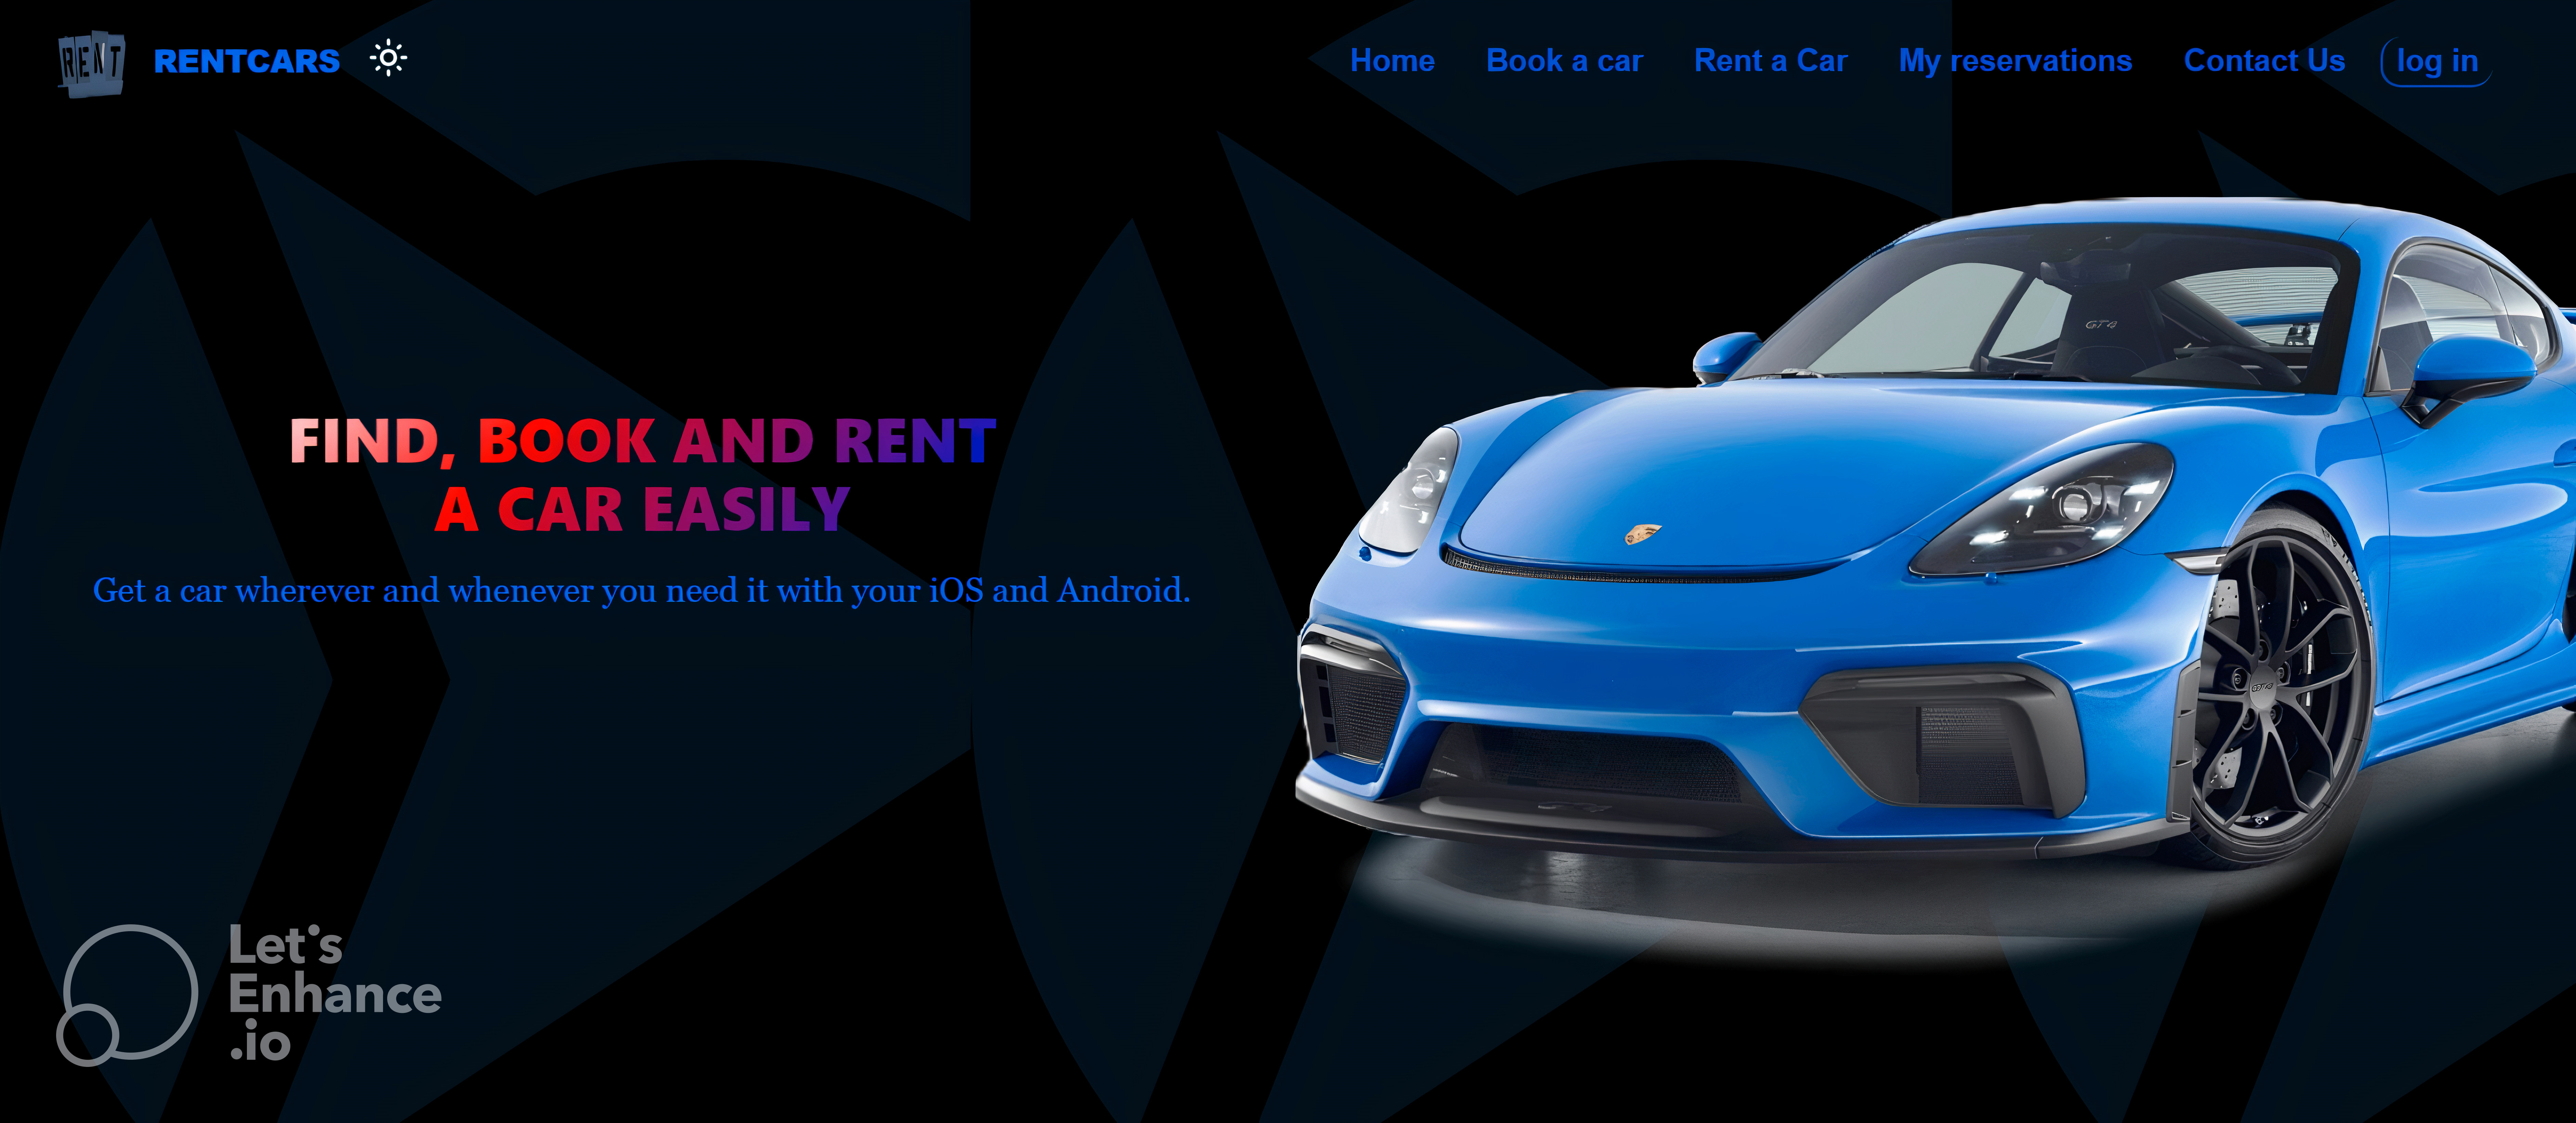 RENT
RENTCARS
Home
Book a car
Rent a Car
My reservations
Contact Us
log in
FIND, BOOK AND RENT
A CAR EASILY
Get a car wherever and whenever you need it with your iOS and Android.
GT4
GT4
Let's
Enhance
.io